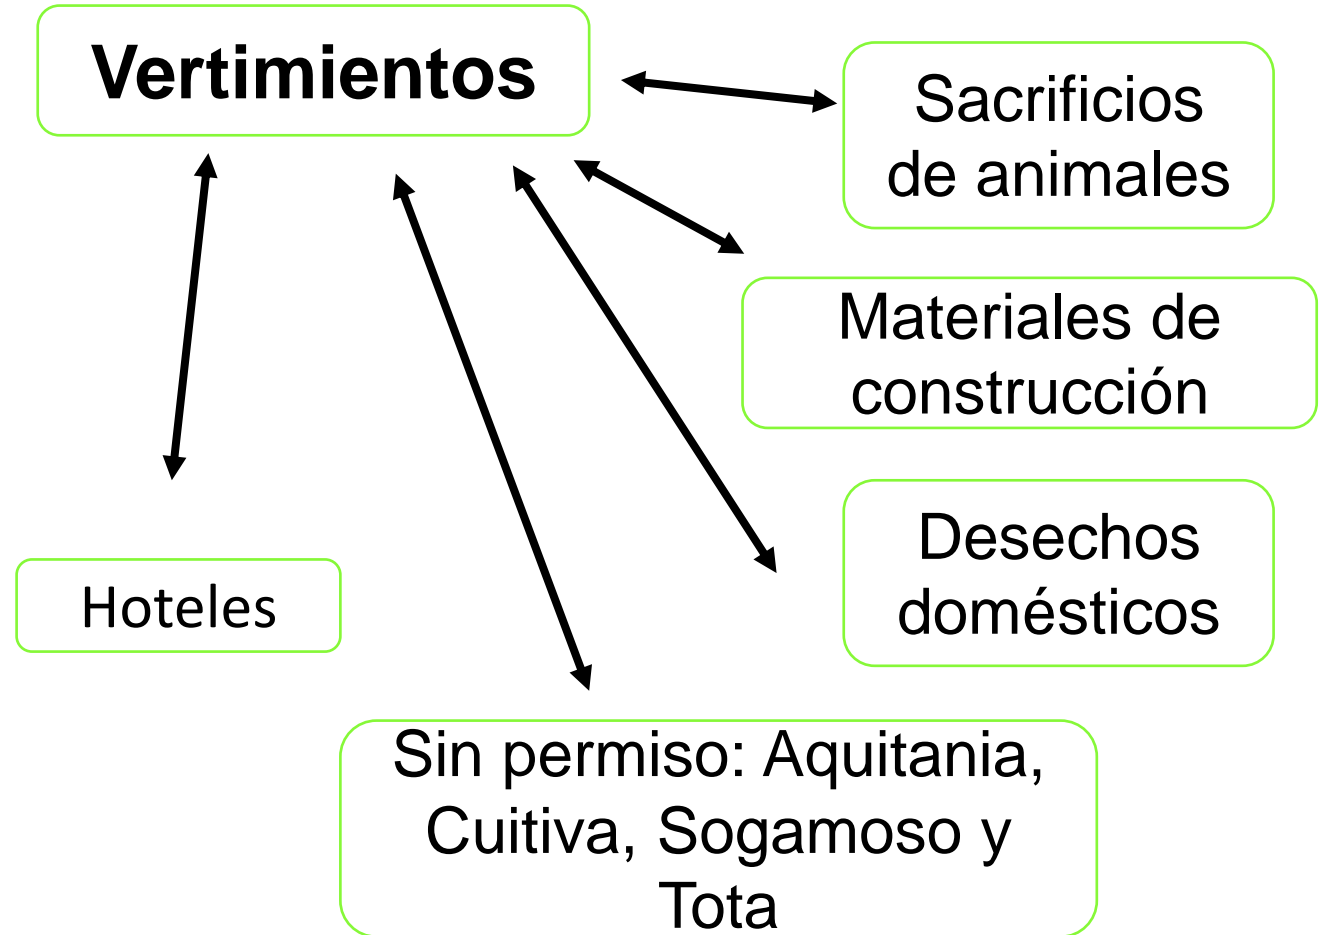 Vertimientos
Sacrificios
de animales
Materiales de
construcción
Desechos
domésticos
Hoteles
Sin permiso: Aquitania,
Cuitiva, Sogamoso y
Tota